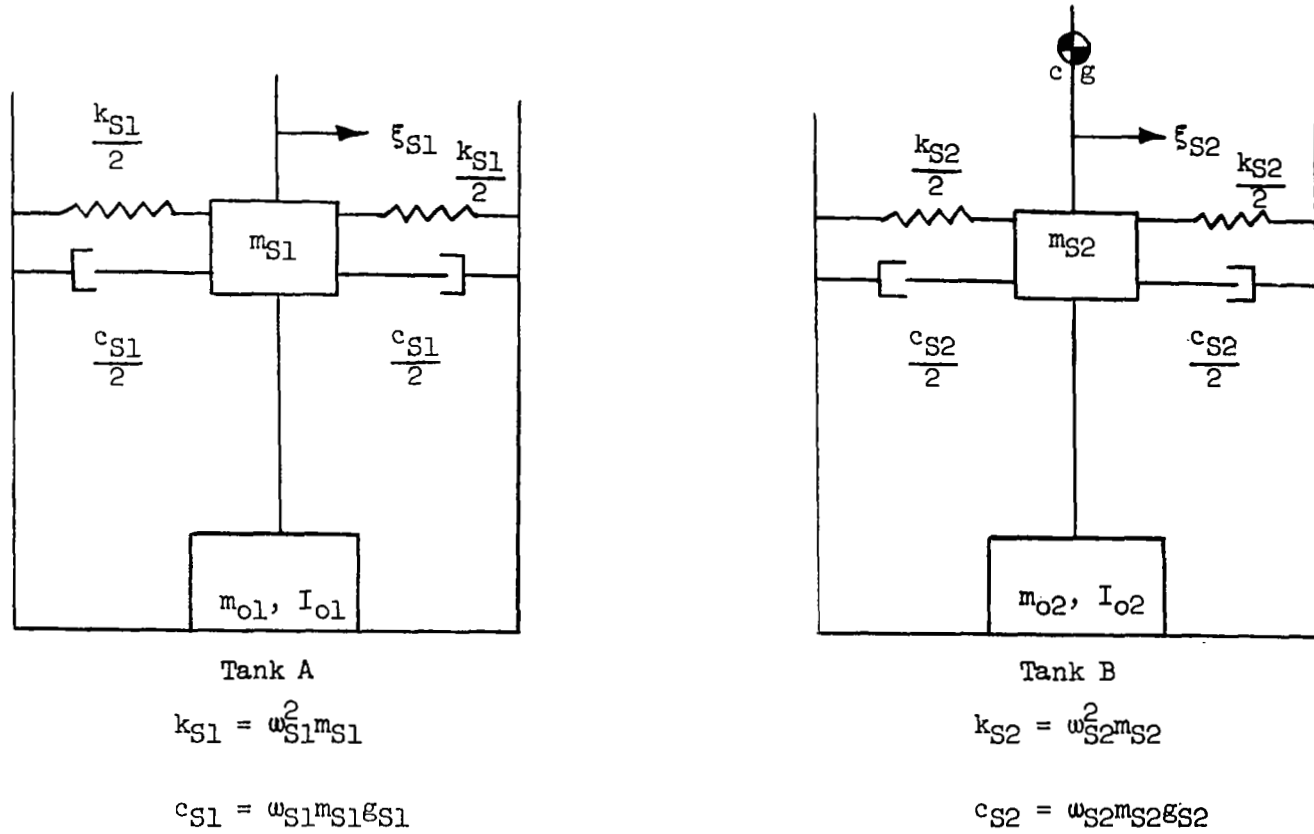 k_S1/2
ξ_S1
k_S1/2
m_S1
c_S1/2
c_S1/2
m_o1, I_o1
Tank A
k_S1 = ω²_S1 m_S1
c_S1 = ω_S1 m_S1 g_S1
c g
ξ_S2
k_S2/2
k_S2/2
m_S2
c_S2/2
c_S2/2
m_o2, I_o2
Tank B
k_S2 = ω²_S2 m_S2
c_S2 = ω_S2 m_S2 g_S2